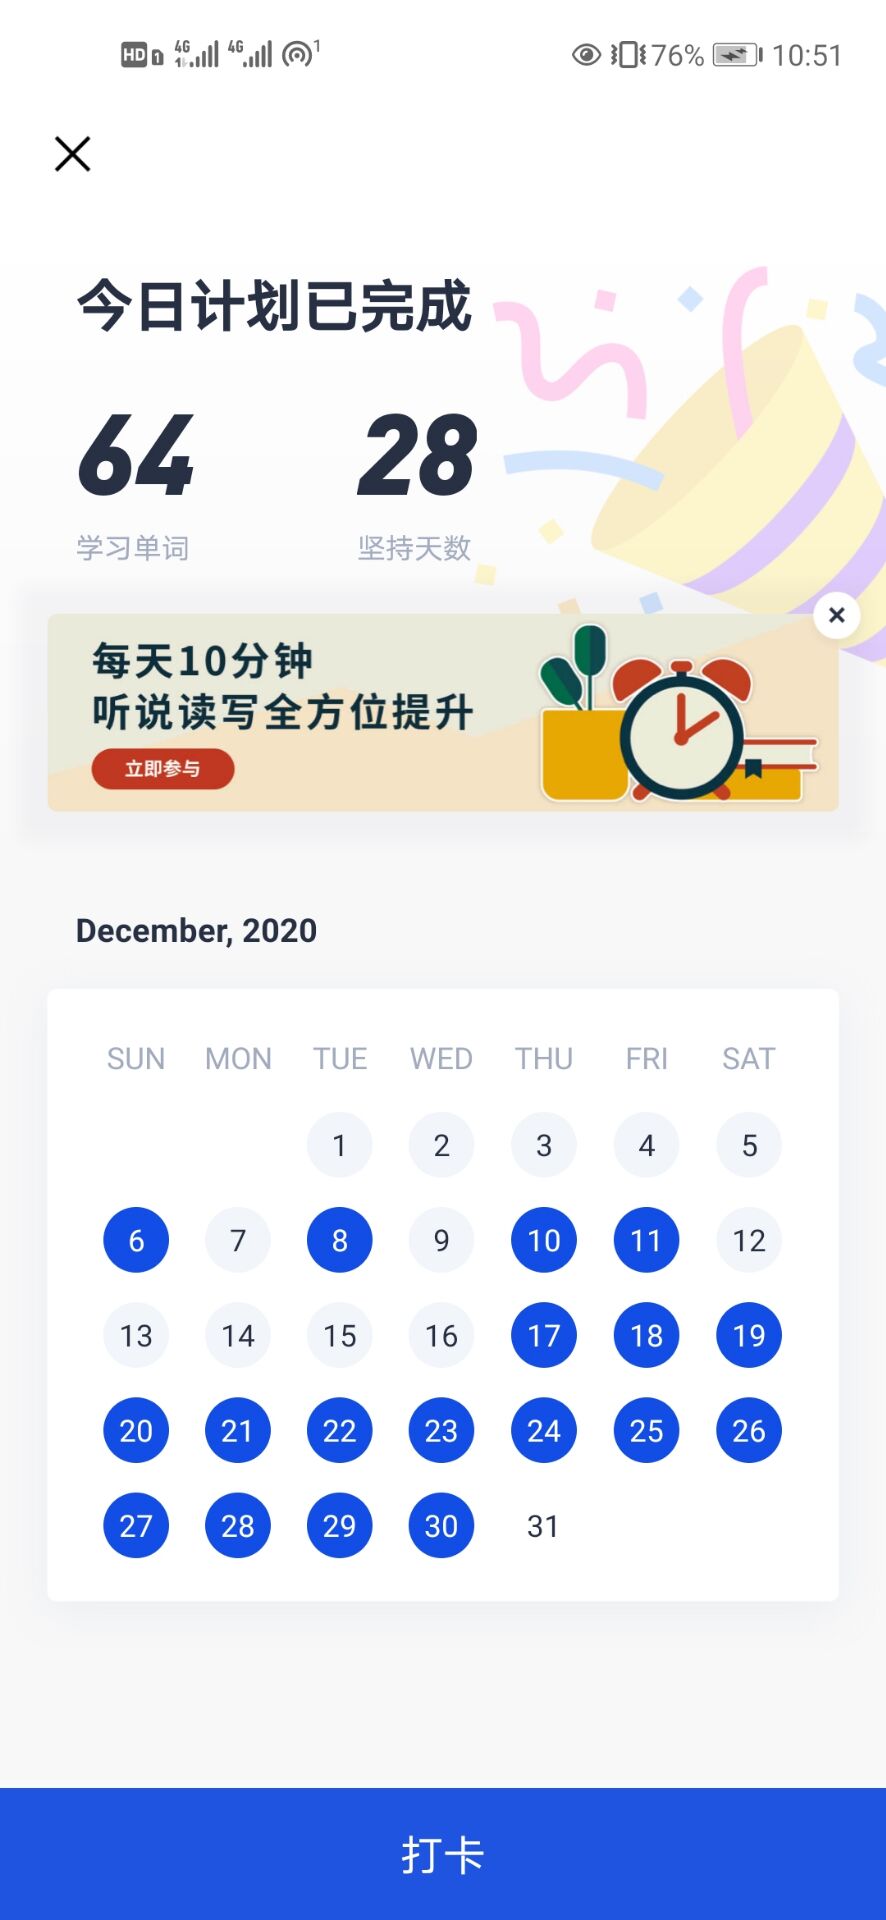 HD 1 4G 4G 1 76% 10:51
今日计划已完成
64 28
学习单词 坚持天数
每天10分钟
听说读写全方位提升
立即参与
December, 2020
SUN MON TUE WED THU FRI SAT
1 2 3 4 5
6 7 8 9 10 11 12
13 14 15 16 17 18 19
20 21 22 23 24 25 26
27 28 29 30 31
打卡